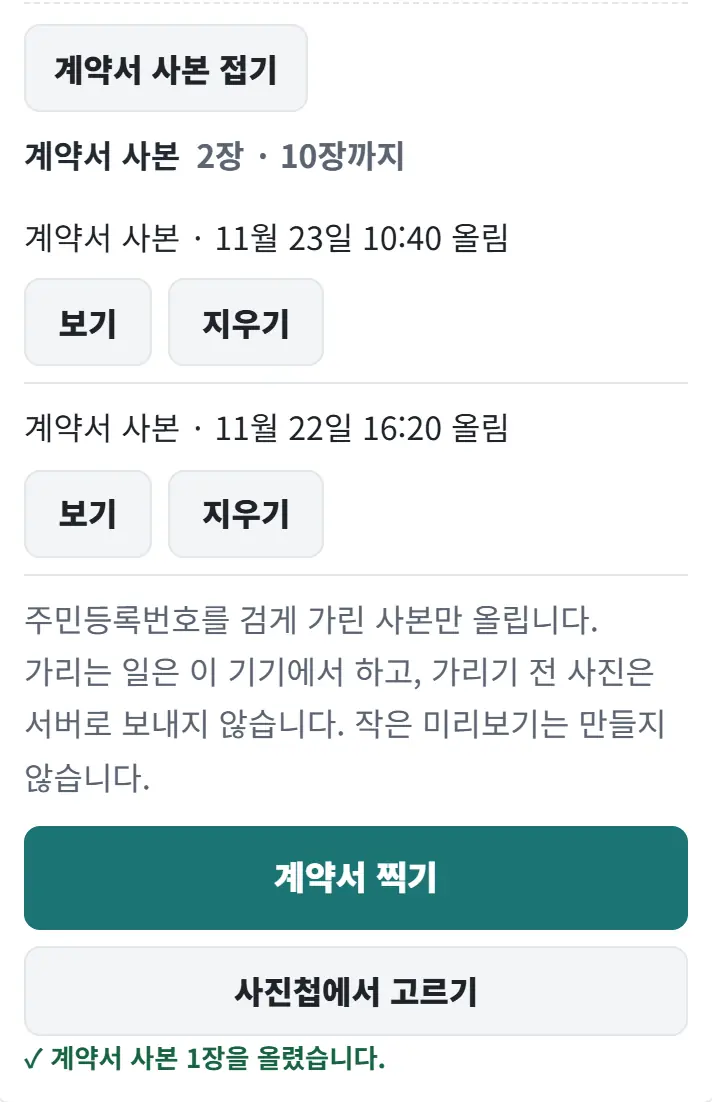 계약서 사본 접기
계약서 사본 2장 · 10장까지
계약서 사본 · 11월 23일 10:40 올림
보기 지우기
계약서 사본 · 11월 22일 16:20 올림
보기 지우기
주민등록번호를 검게 가린 사본만 올립니다.
가리는 일은 이 기기에서 하고, 가리기 전 사진은
서버로 보내지 않습니다. 작은 미리보기는 만들지
않습니다.
계약서 찍기
사진첩에서 고르기
✓ 계약서 사본 1장을 올렸습니다.